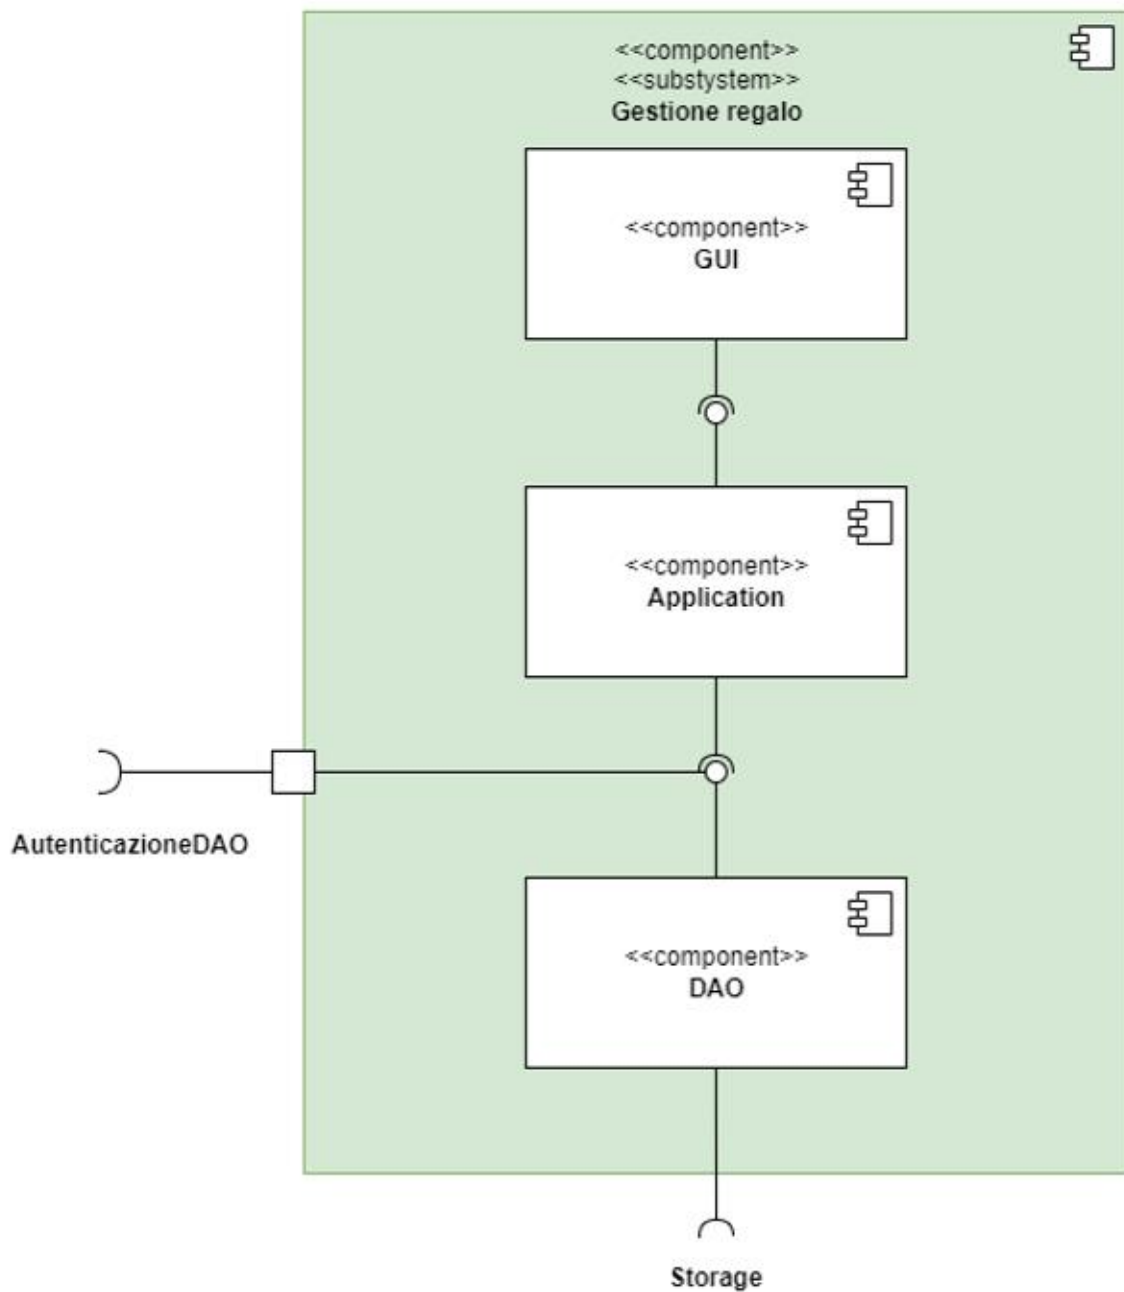 <<component>>
<<substystem>>
Gestione regalo
<<component>>
GUI
<<component>>
Application
AutenticazioneDAO
<<component>>
DAO
Storage